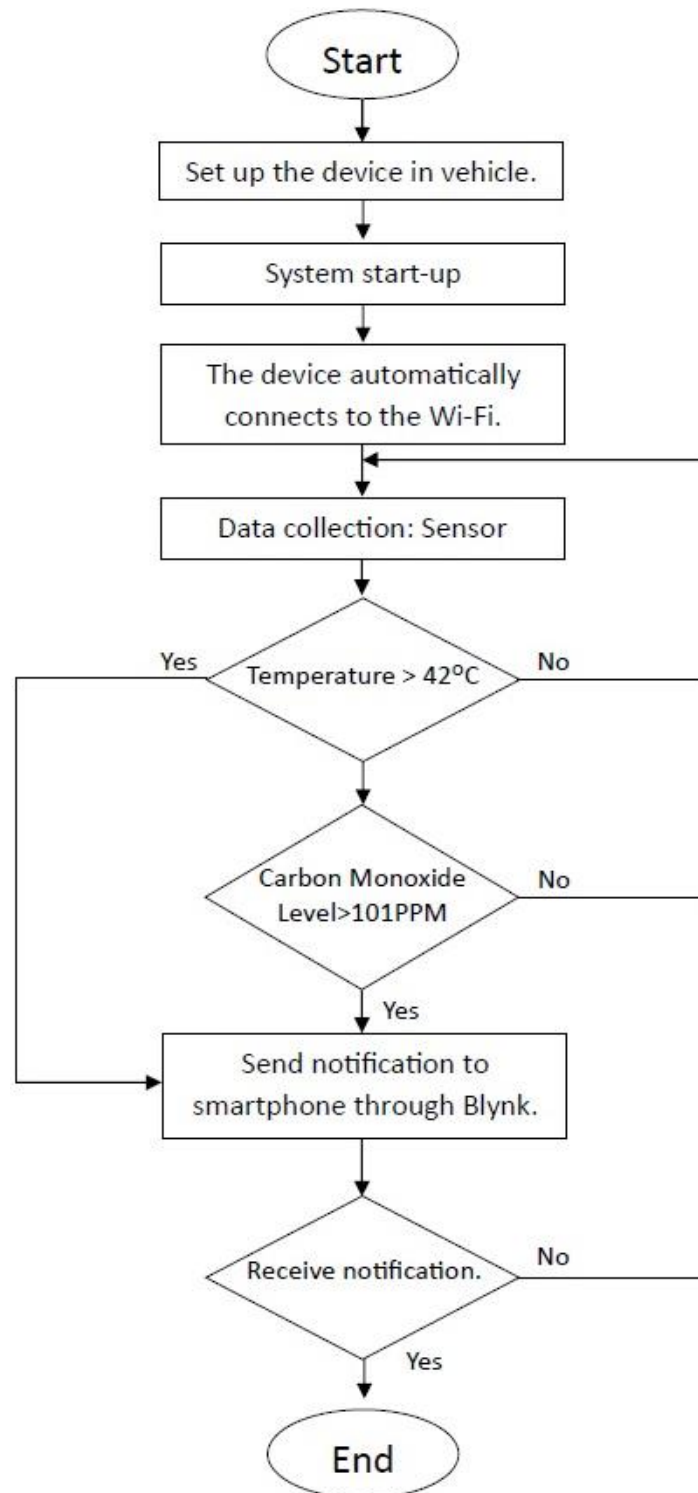 Start
Set up the device in vehicle.
System start-up
The device automatically
connects to the Wi-Fi.
Data collection: Sensor
Yes
Temperature > 42°C
No
Carbon Monoxide
Level>101PPM
No
Yes
Send notification to
smartphone through Blynk.
Receive notification.
No
Yes
End